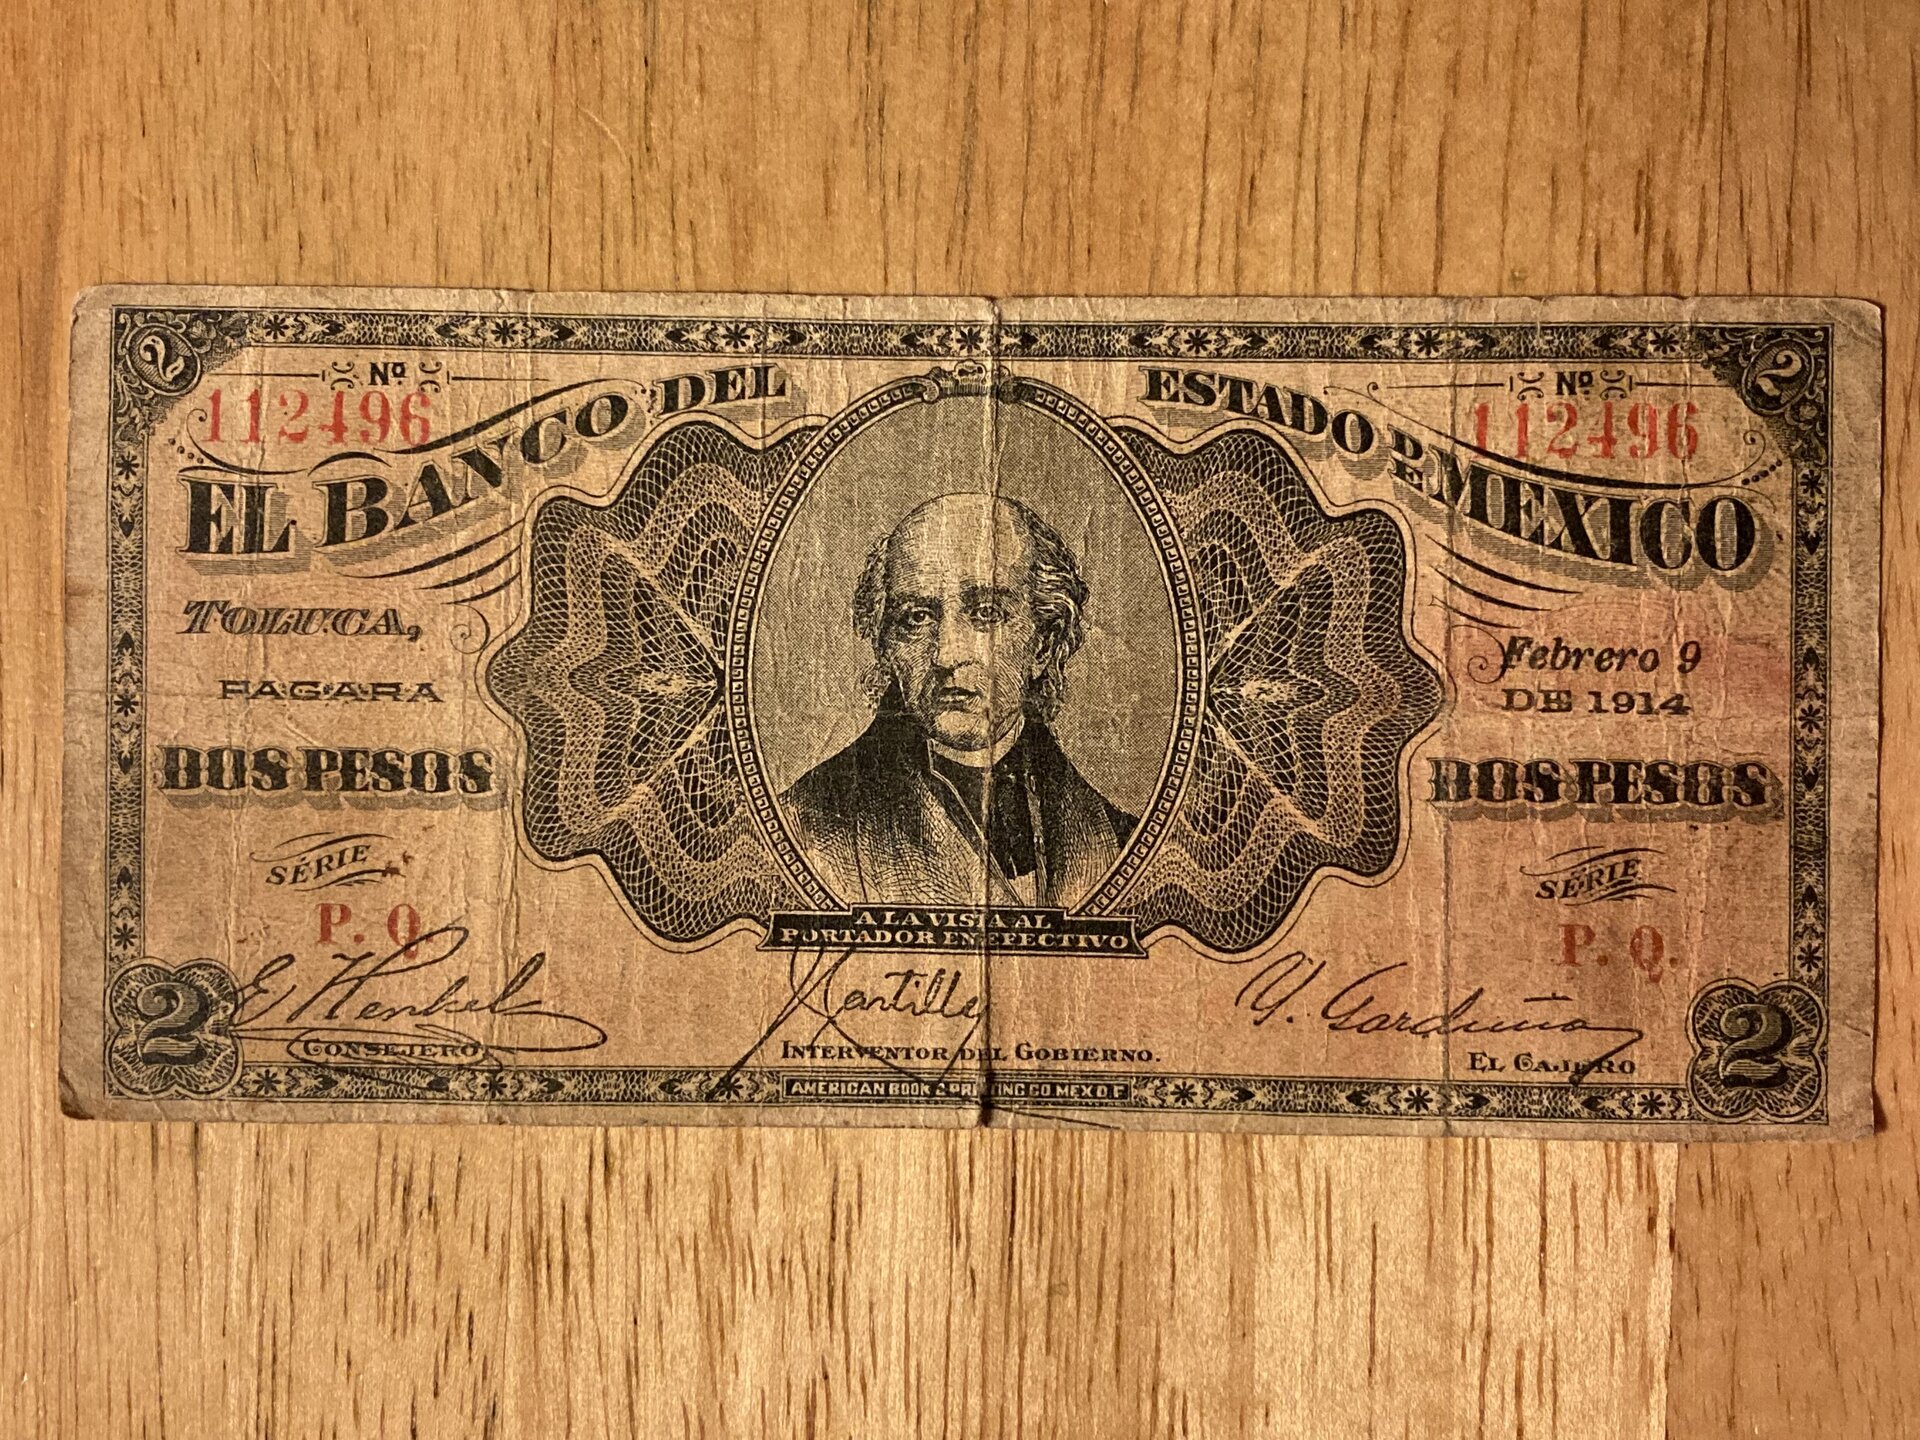 2 2
Nº Nº
112496 112496
EL BANCO DEL ESTADO DE MEXICO
TOLUCA,
Febrero 9
DE 1914
PAGARA
DOS PESOS DOS PESOS
SÉRIE SÉRIE
P. Q. P. Q.
A LA VISTA AL
PORTADOR EN EFECTIVO
E Henkel
Y. Garduño
2 2
CONSEJERO INTERVENTOR DEL GOBIERNO. EL CAJERO
AMERICAN BOOK & PRINTING CO. MEX. D.F.